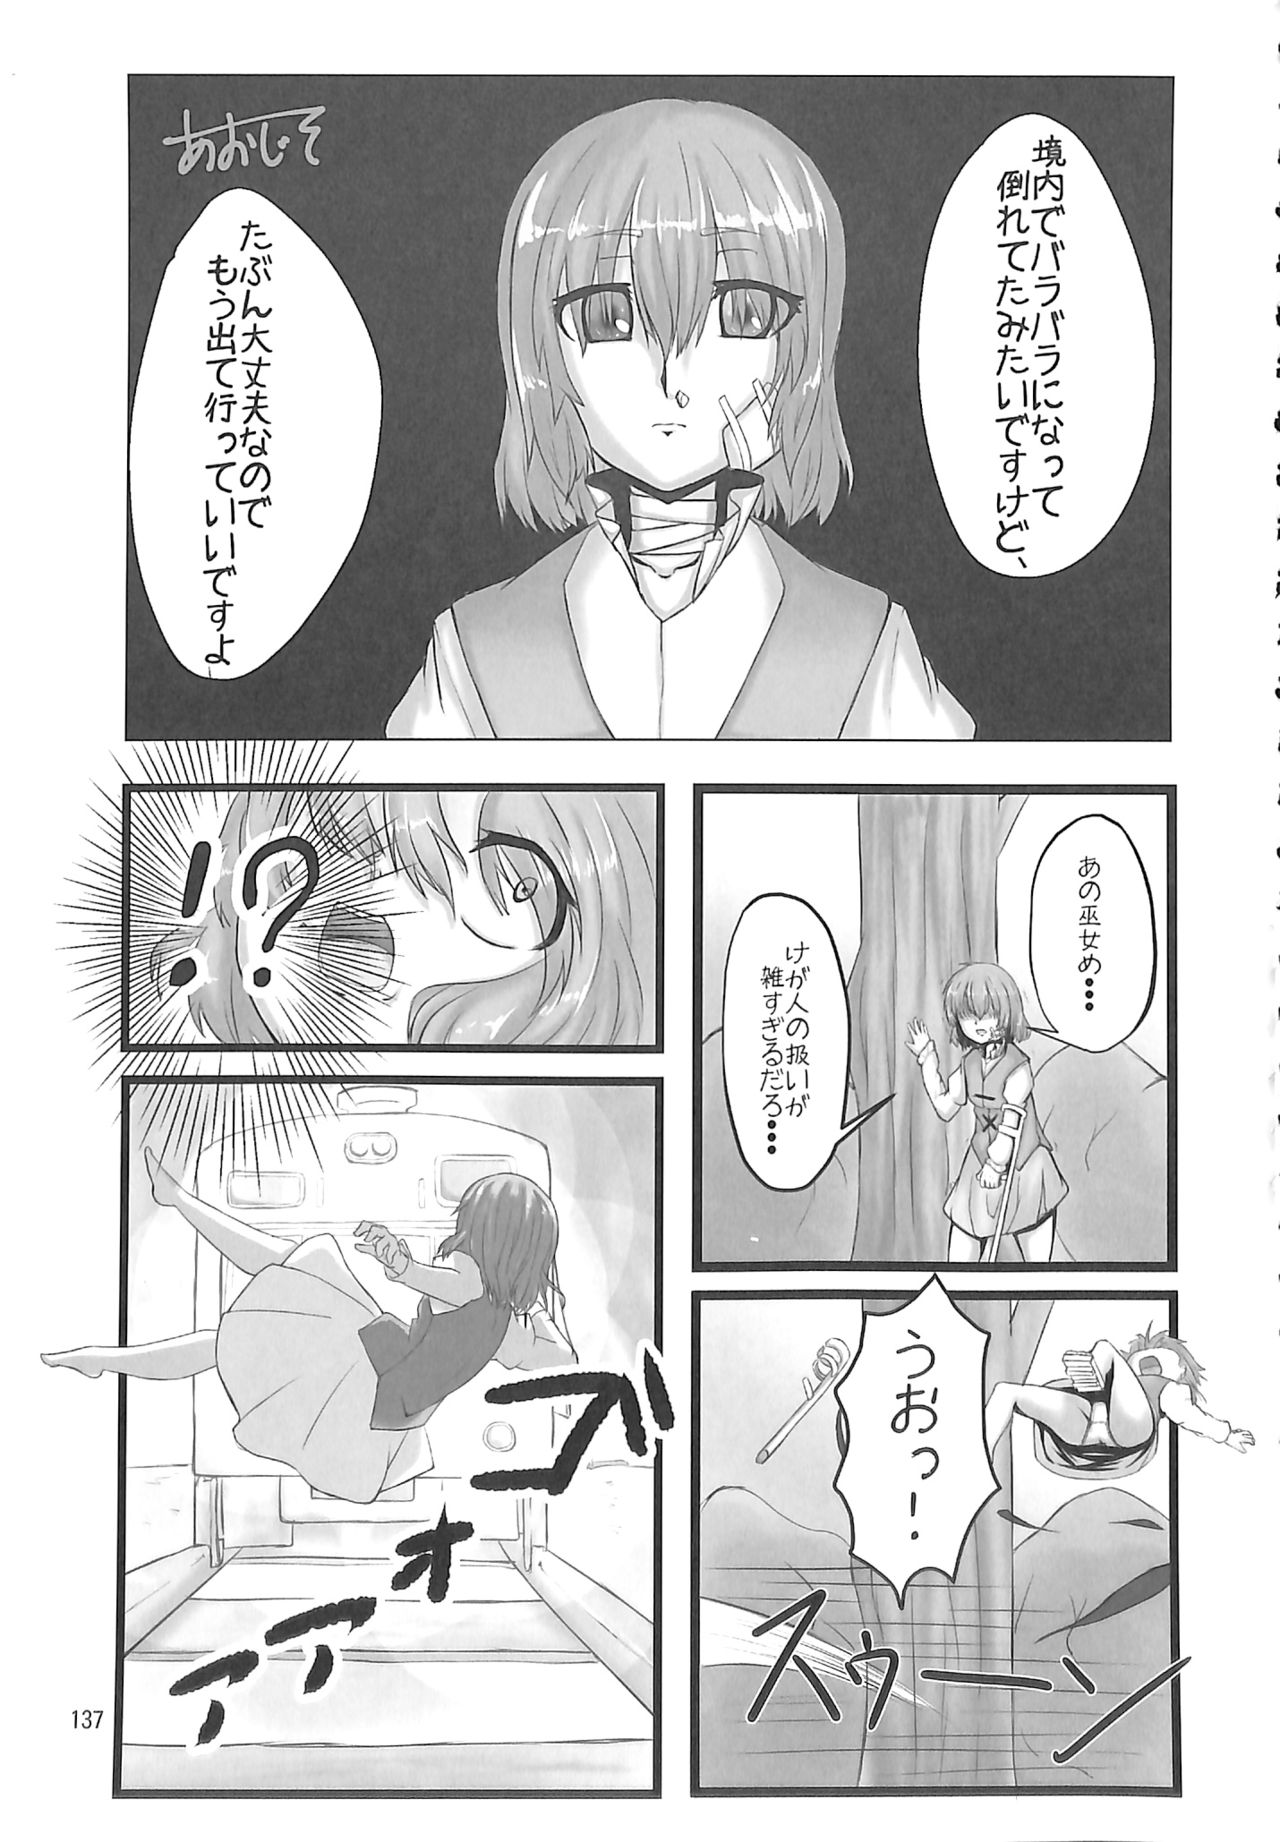 境内でバラバラになって
倒れてたみたいですけど、
あおじそ
たぶん大丈夫なので
もう出て行っていいですよ
あの巫女め・・・
けが人の扱いが
雑すぎるだろ・・・
うおっ!
スゥーン
!?
ズオァァ
137